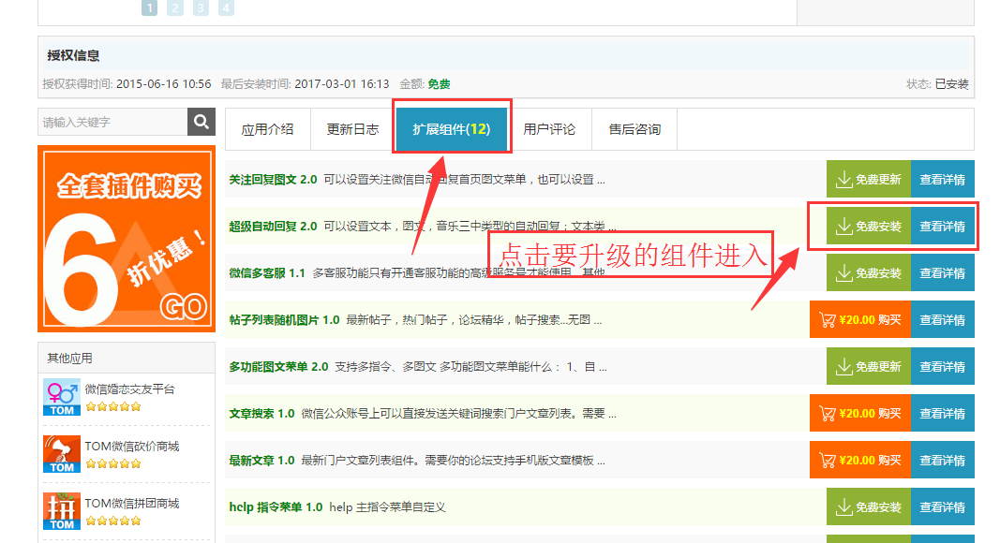 1 2 3 4
授权信息
授权获得时间: 2015-06-16 10:56 最后安装时间: 2017-03-01 16:13 金额: 免费 状态: 已安装
请输入关键字
应用介绍 更新日志 扩展组件(12) 用户评论 售后咨询
全套插件购买
6
折优惠！
GO
关注回复图文 2.0 可以设置关注微信自动回复首页图文菜单，也可以设置 ... 免费更新 查看详情
超级自动回复 2.0 可以设置文本，图文，音乐三中类型的自动回复；文本类 ... 免费安装 查看详情
点击要升级的组件进入
微信多客服 1.1 多客服功能只有开通客服功能的高级服务号才能使用，其他 ... 免费安装 查看详情
帖子列表随机图片 1.0 最新帖子，热门帖子，论坛精华，帖子搜索...无图 ... ¥20.00 购买 查看详情
多功能图文菜单 2.0 支持多指令、多图文 多功能图文菜单能什么： 1、自 ... 免费更新 查看详情
文章搜索 1.0 微信公众账号上可以直接发送关键词搜索门户文章列表。需要 ... ¥20.00 购买 查看详情
最新文章 1.0 最新门户文章列表组件。需要你的论坛支持手机版文章模板 ... ¥20.00 购买 查看详情
help 指令菜单 1.0 help 主指令菜单自定义 免费安装 查看详情
其他应用
TOM
微信婚恋交友平台
TOM
TOM微信砍价商城
拼
TOM
TOM微信拼团商城